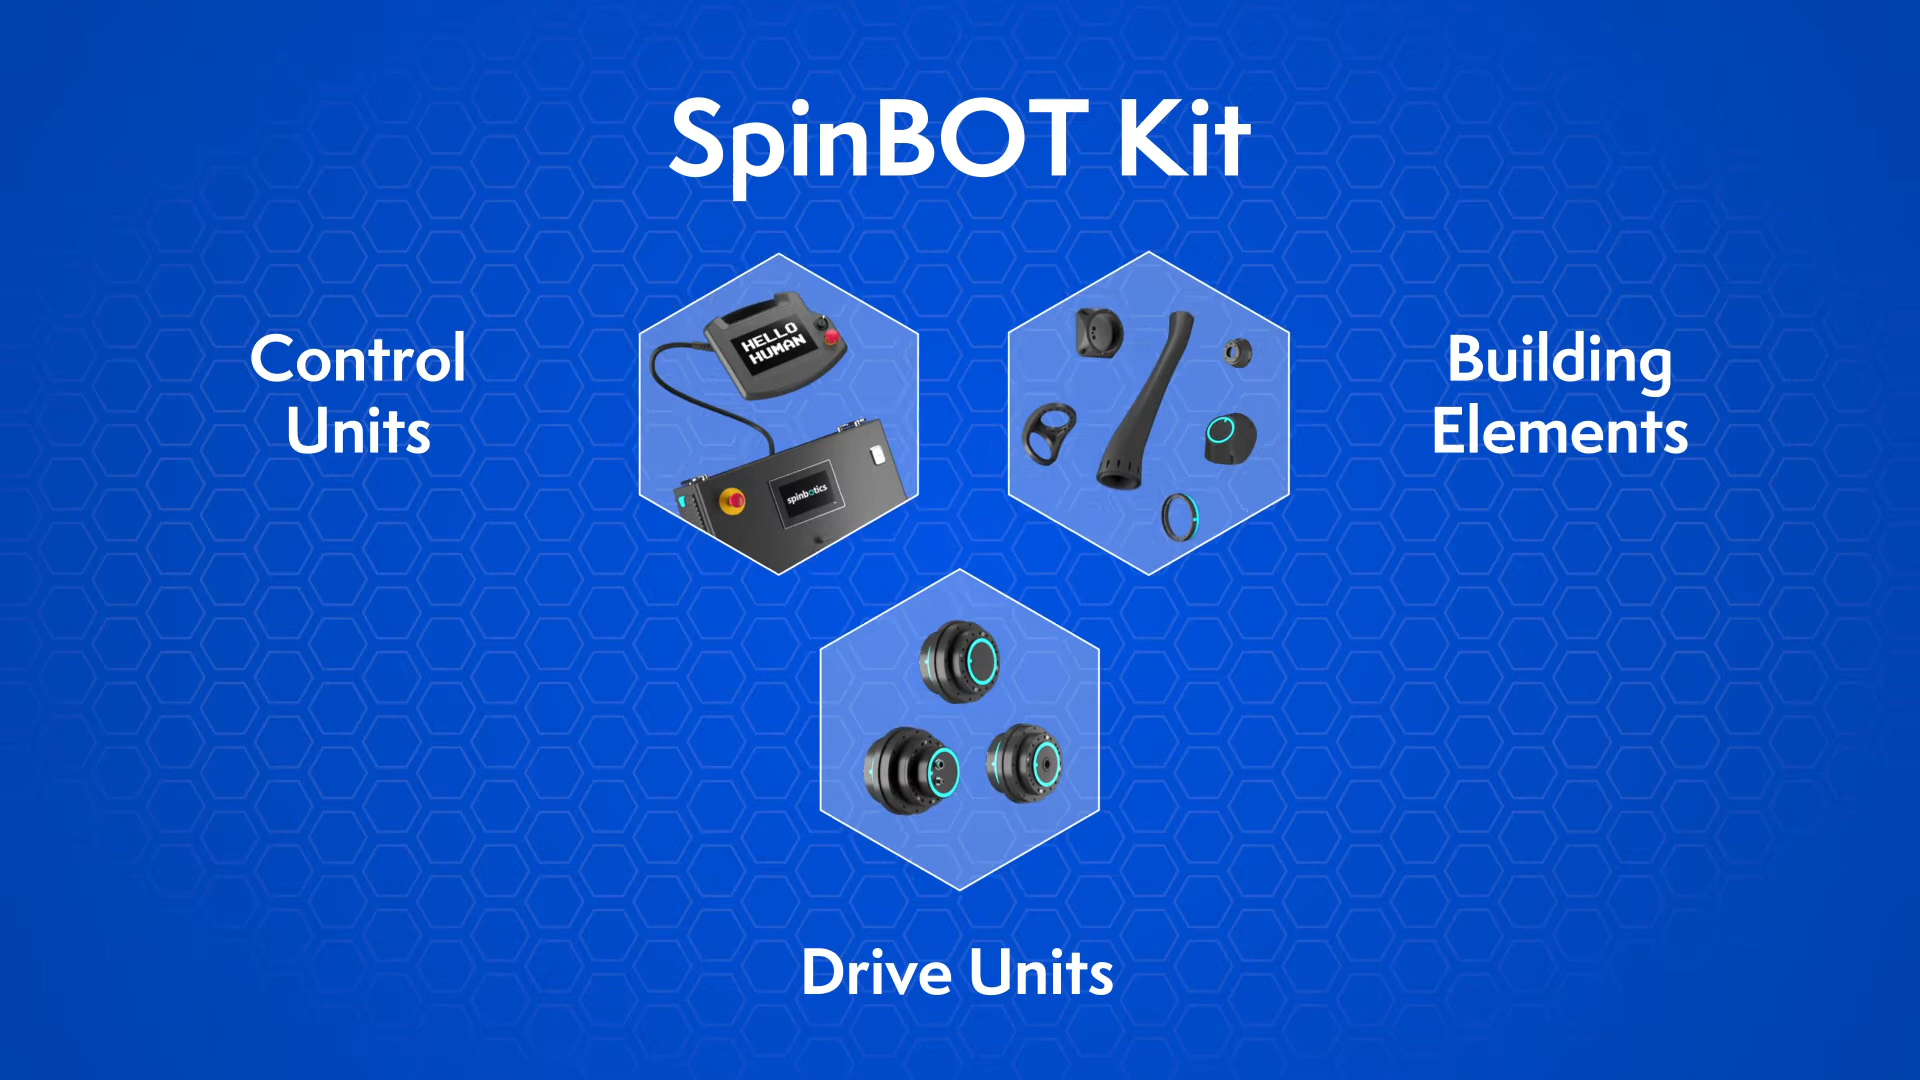 SpinBOT Kit
Control
Units
HELLO
HUMAN
spinbotics
Building
Elements
Drive Units